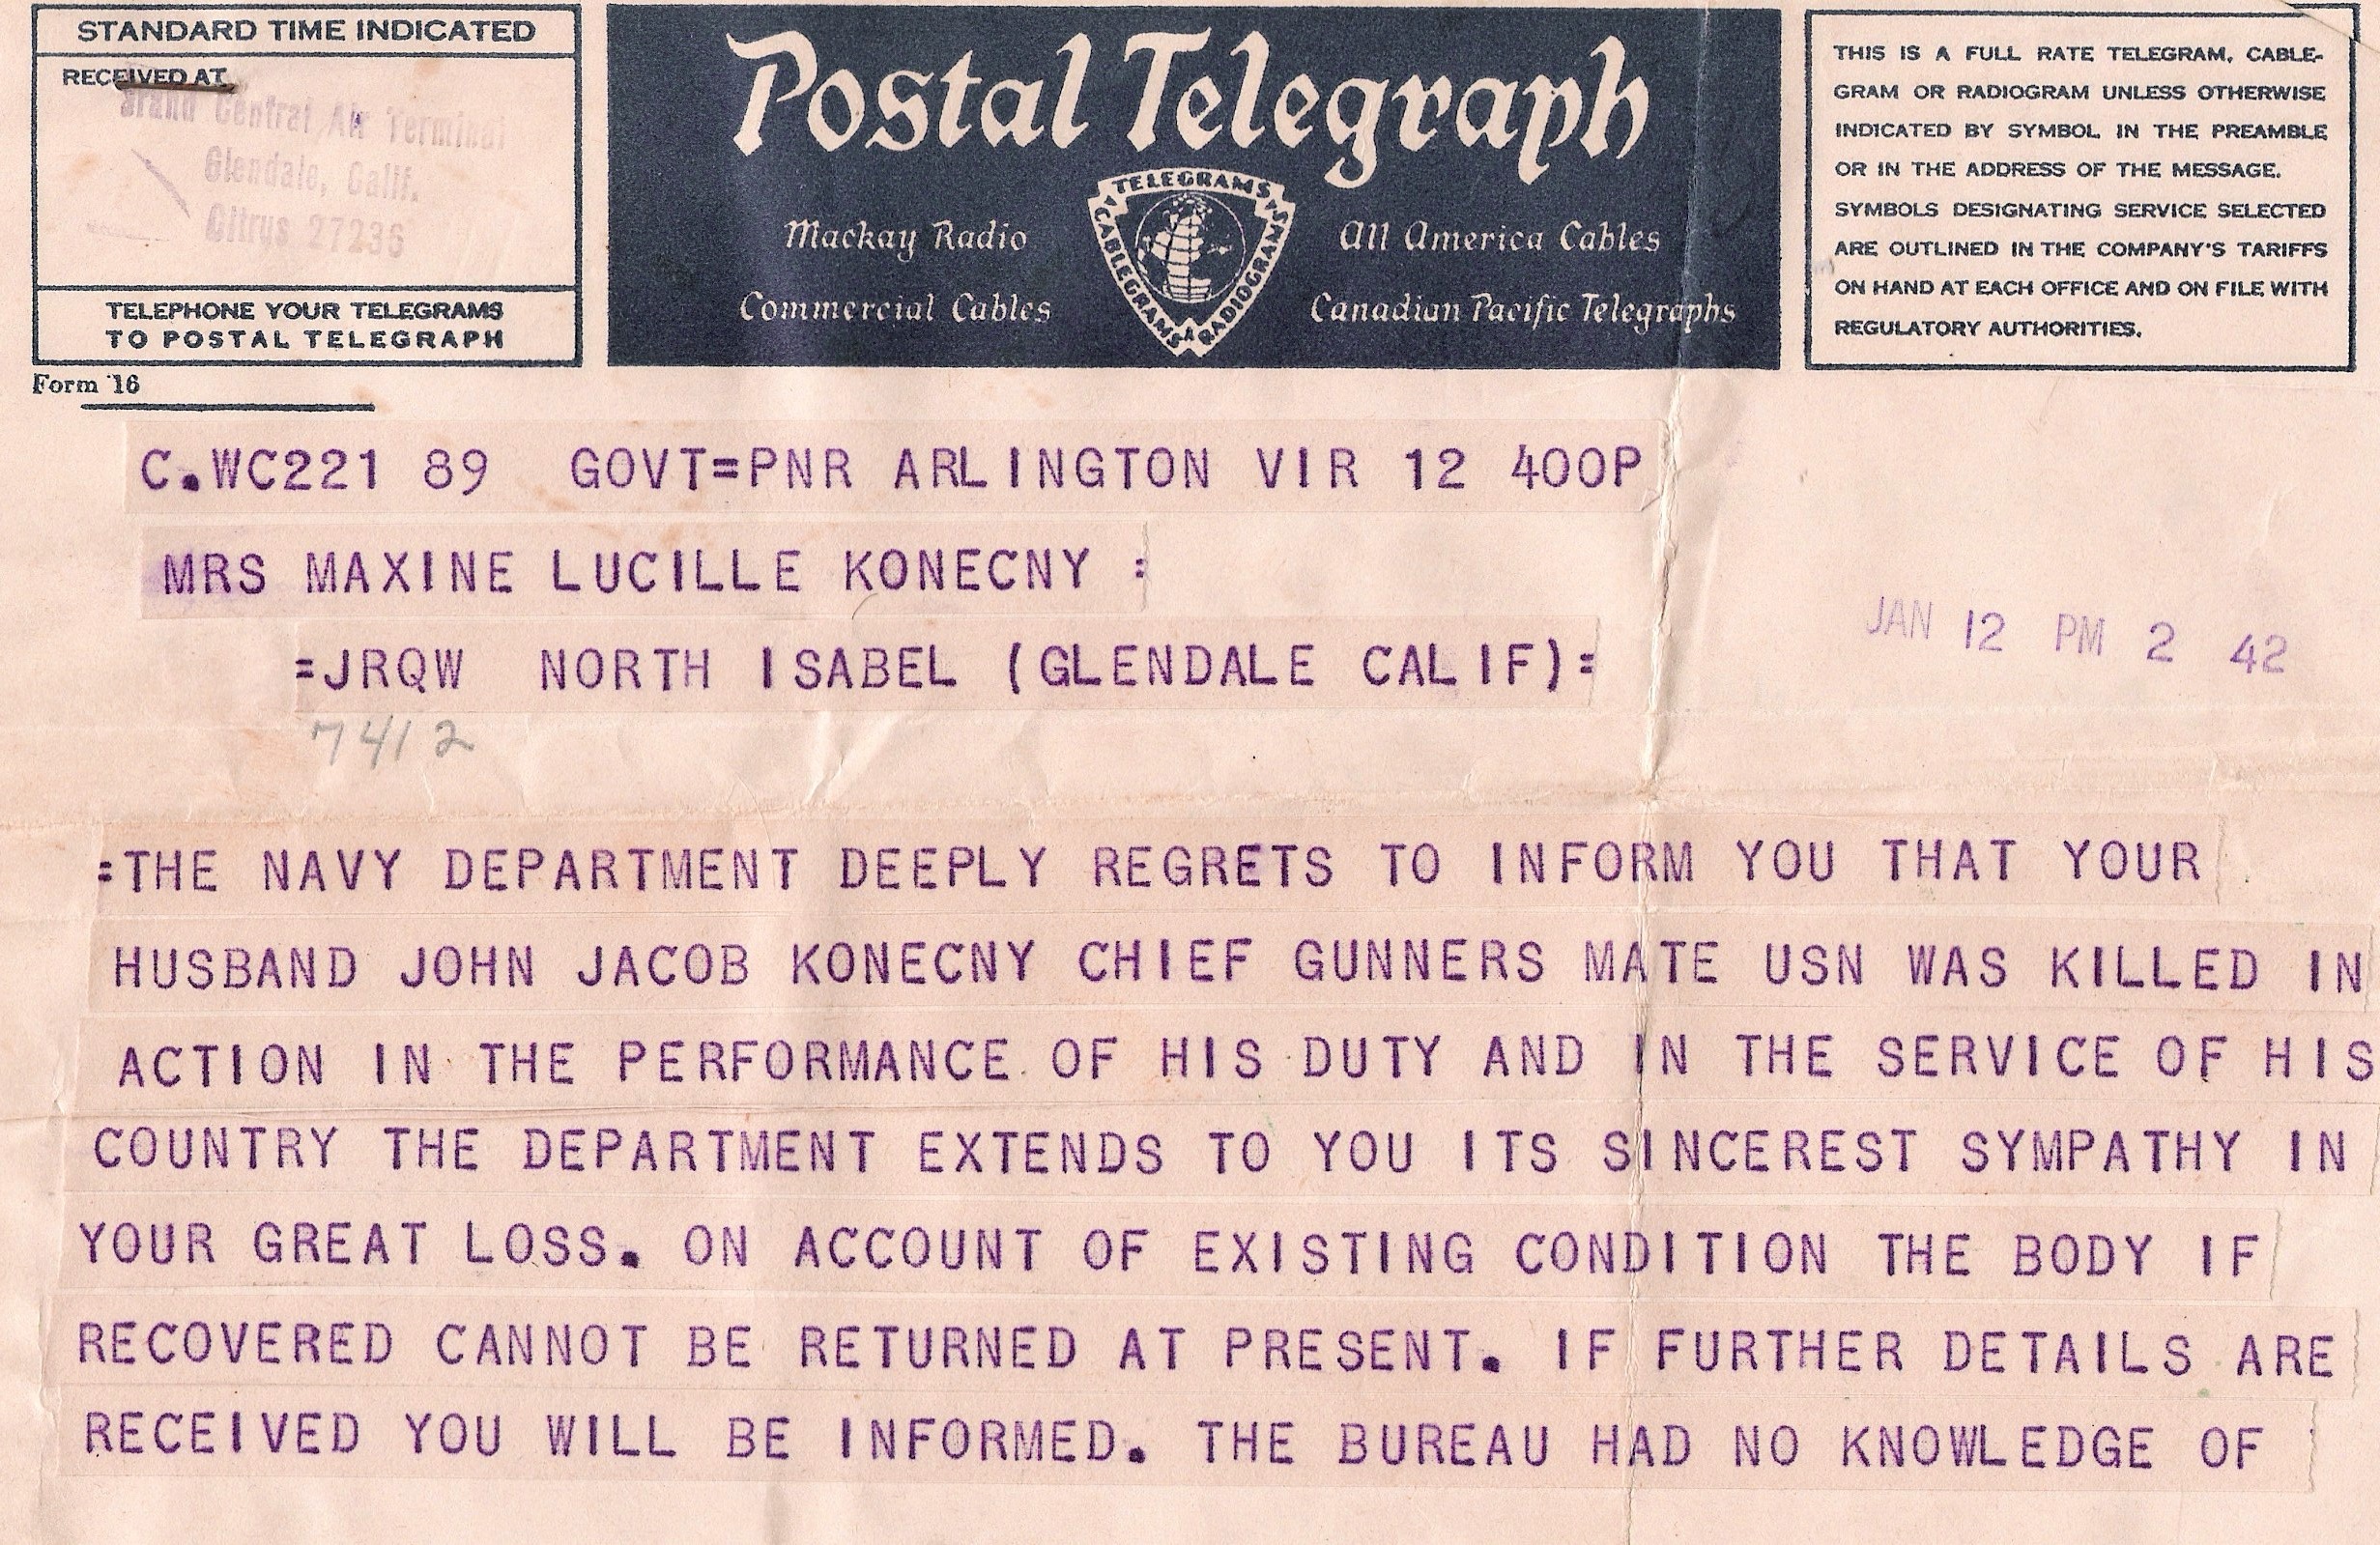 STANDARD TIME INDICATED
RECEIVED AT
Grand Central Air Terminal
Glendale, Calif.
Citrus 27236
TELEPHONE YOUR TELEGRAMS
TO POSTAL TELEGRAPH
Form 16
Postal Telegraph
Mackay Radio
All America Cables
Commercial Cables
Canadian Pacific Telegraphs
TELEGRAMS
CABLEGRAMS
RADIOGRAMS
THIS IS A FULL RATE TELEGRAM, CABLE-
GRAM OR RADIOGRAM UNLESS OTHERWISE
INDICATED BY SYMBOL IN THE PREAMBLE
OR IN THE ADDRESS OF THE MESSAGE.
SYMBOLS DESIGNATING SERVICE SELECTED
ARE OUTLINED IN THE COMPANY'S TARIFFS
ON HAND AT EACH OFFICE AND ON FILE WITH
REGULATORY AUTHORITIES.
C.WC221 89 GOVT=PNR ARLINGTON VIR 12 400P
MRS MAXINE LUCILLE KONECNY :
JAN 12 PM 2 42
=JRQW NORTH ISABEL (GLENDALE CALIF)=
7412
=THE NAVY DEPARTMENT DEEPLY REGRETS TO INFORM YOU THAT YOUR
HUSBAND JOHN JACOB KONECNY CHIEF GUNNERS MATE USN WAS KILLED IN
ACTION IN THE PERFORMANCE OF HIS DUTY AND IN THE SERVICE OF HIS
COUNTRY THE DEPARTMENT EXTENDS TO YOU ITS SINCEREST SYMPATHY IN
YOUR GREAT LOSS. ON ACCOUNT OF EXISTING CONDITION THE BODY IF
RECOVERED CANNOT BE RETURNED AT PRESENT. IF FURTHER DETAILS ARE
RECEIVED YOU WILL BE INFORMED. THE BUREAU HAD NO KNOWLEDGE OF